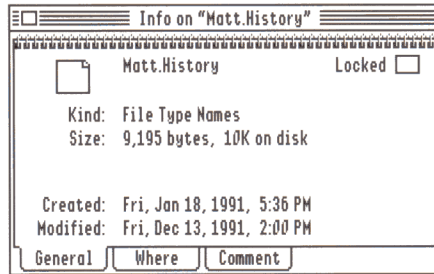 Info on “Matt.History”
Matt.History Locked
Kind: File Type Names
Size: 9,195 bytes, 10K on disk
Created: Fri, Jan 18, 1991, 5:36 PM
Modified: Fri, Dec 13, 1991, 2:00 PM
General Where Comment